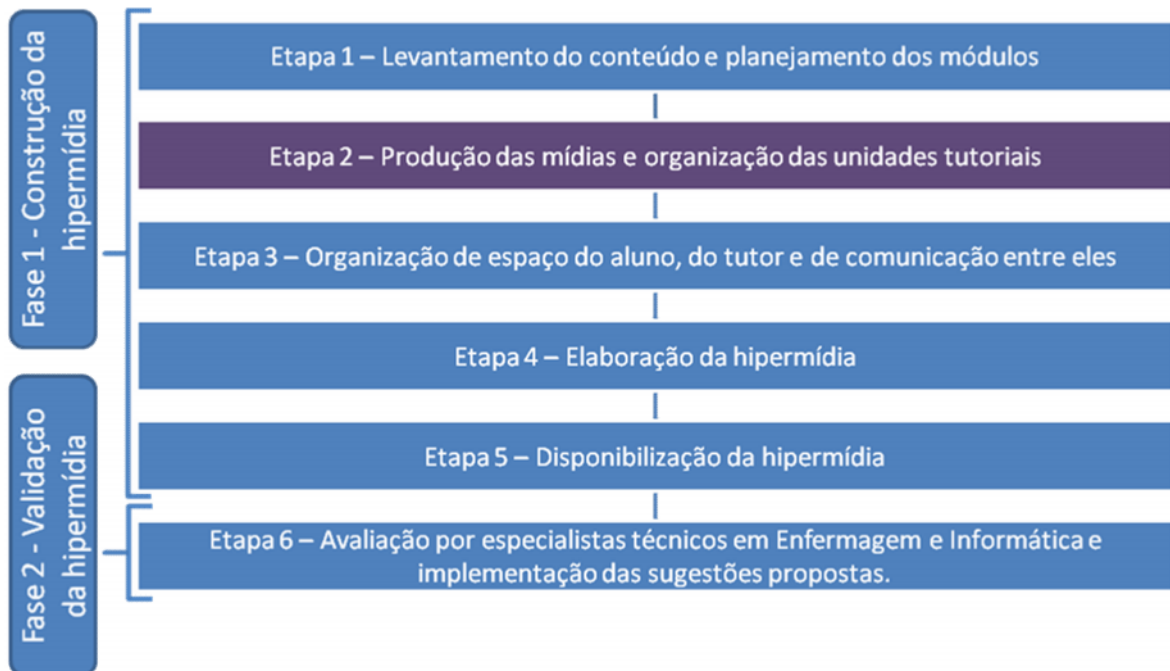 Fase 1 - Construção da
hipermídia
Etapa 1 – Levantamento do conteúdo e planejamento dos módulos
Etapa 2 – Produção das mídias e organização das unidades tutoriais
Etapa 3 – Organização de espaço do aluno, do tutor e de comunicação entre eles
Etapa 4 – Elaboração da hipermídia
Etapa 5 – Disponibilização da hipermídia
Fase 2 - Validação
da hipermídia
Etapa 6 – Avaliação por especialistas técnicos em Enfermagem e Informática e
implementação das sugestões propostas.